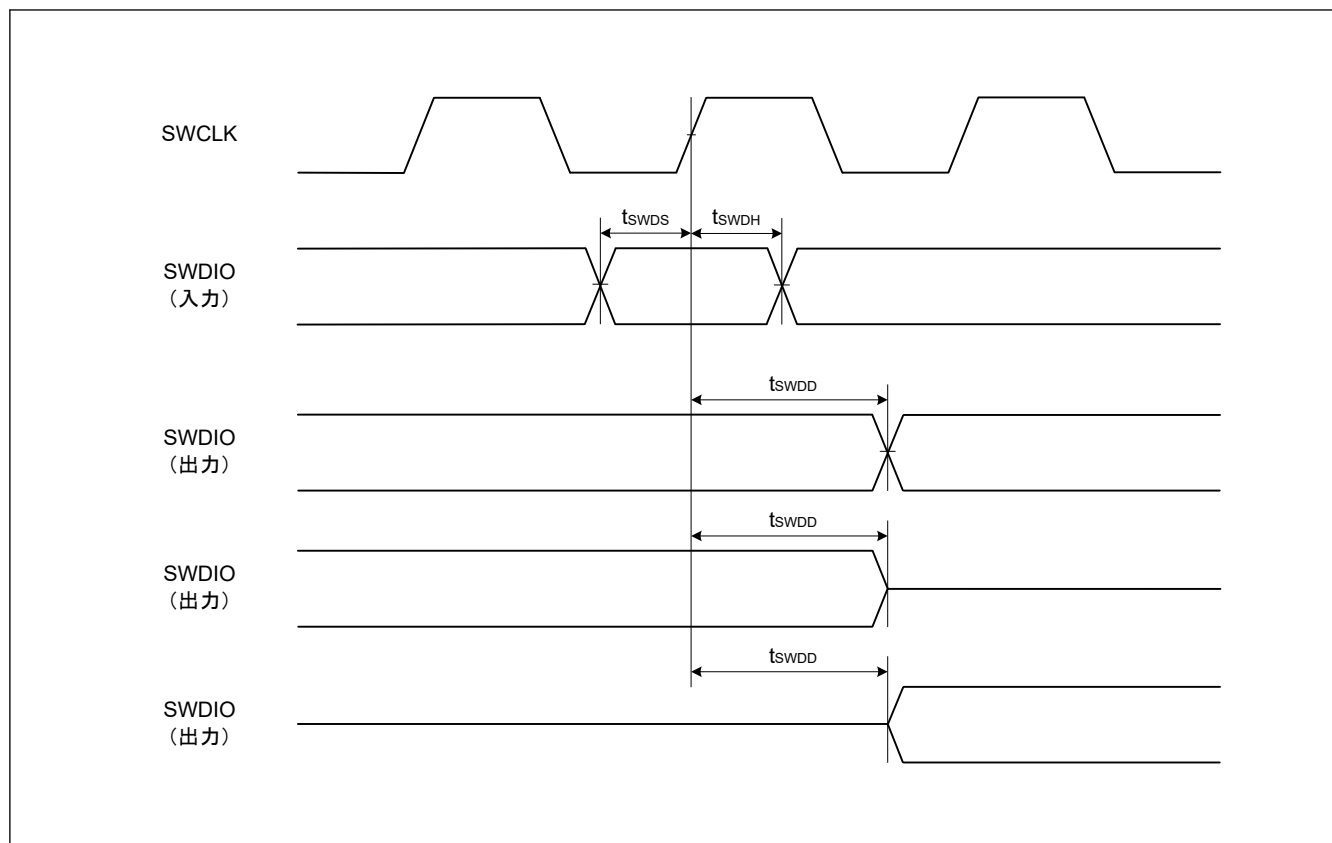 SWCLK
tSWDS
tSWDH
SWDIO
（入力）
tSWDD
SWDIO
（出力）
tSWDD
SWDIO
（出力）
tSWDD
SWDIO
（出力）